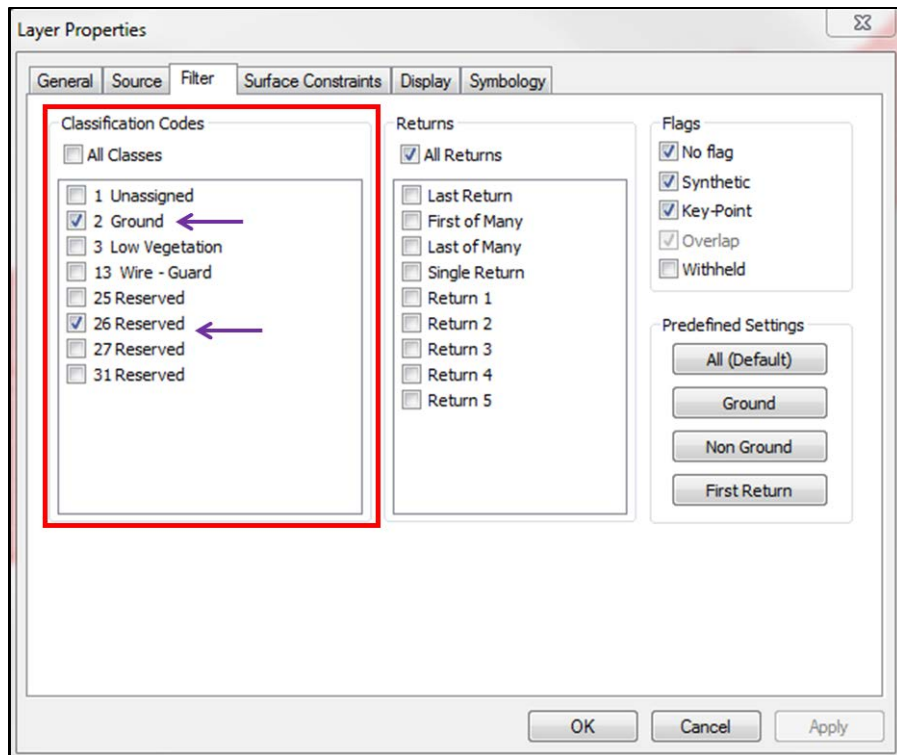 Layer Properties
General Source Filter Surface Constraints Display Symbology
Classification Codes
All Classes
1 Unassigned
2 Ground
3 Low Vegetation
13 Wire - Guard
25 Reserved
26 Reserved
27 Reserved
31 Reserved
Returns
All Returns
Last Return
First of Many
Last of Many
Single Return
Return 1
Return 2
Return 3
Return 4
Return 5
Flags
No flag
Synthetic
Key-Point
Overlap
Withheld
Predefined Settings
All (Default)
Ground
Non Ground
First Return
OK Cancel Apply